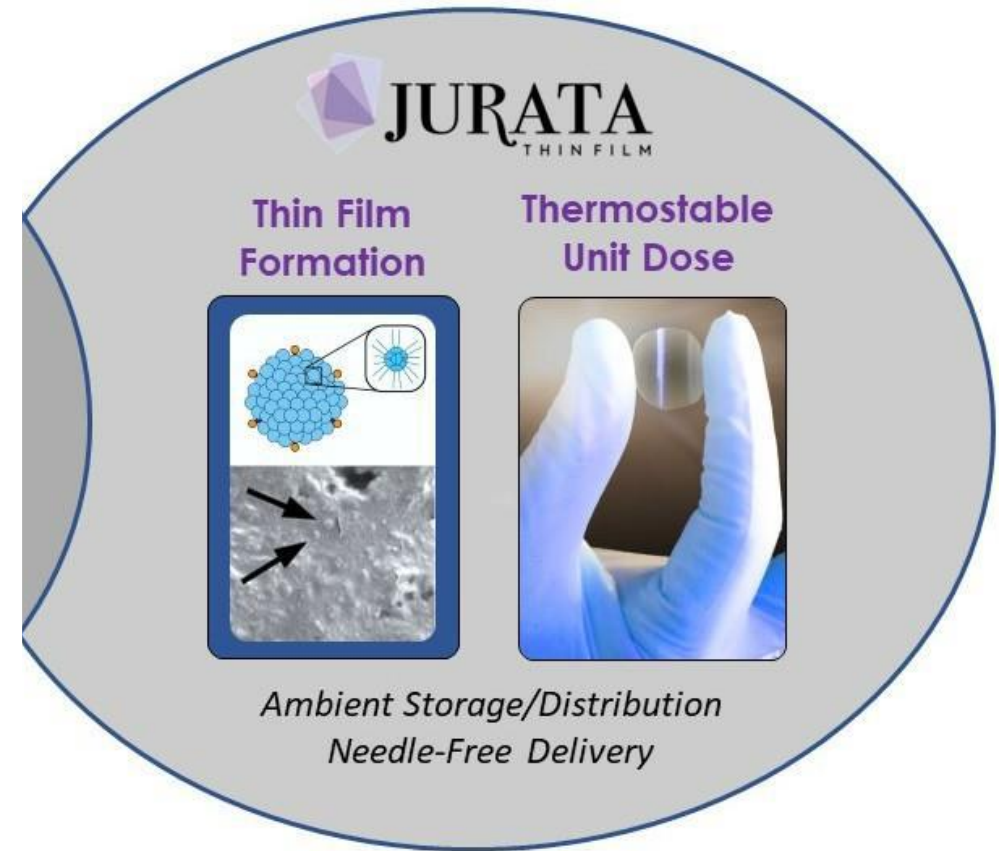 JURATA
THIN FILM
Thin Film
Formation
Thermostable
Unit Dose
Ambient Storage/Distribution
Needle-Free Delivery